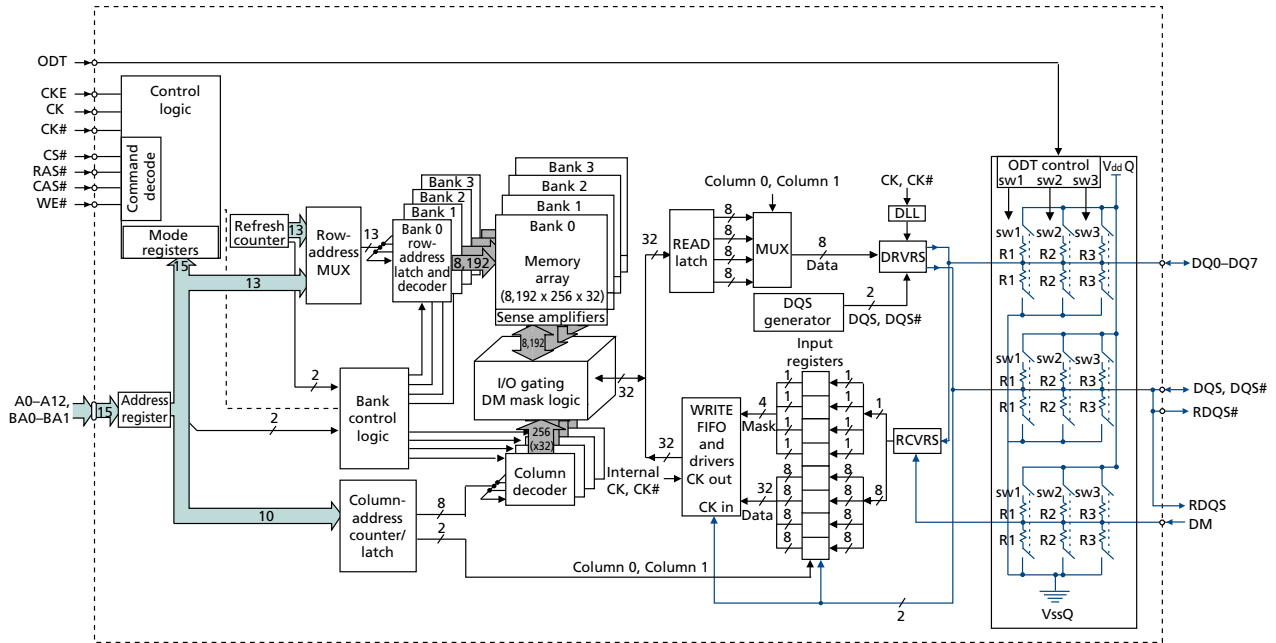 ODT
CKE
CK
CK#
CS#
RAS#
CAS#
WE#
Control
logic
Command
decode
Mode
registers
15
Refresh
counter
13
Row-
address
MUX
13
13
Bank 3
Bank 2
Bank 1
Bank 0
row-
address
latch and
decoder
8,192
Bank 3
Bank 2
Bank 1
Bank 0
Memory
array
(8,192 x 256 x 32)
Sense amplifiers
8,192
I/O gating
DM mask logic
32
256
(x32)
Column
decoder
A0–A12,
BA0–BA1
15
Address
register
2
2
Bank
control
logic
10
Column-
address
counter/
latch
8
2
Column 0, Column 1
32
READ
latch
8
8
8
8
Column 0, Column 1
MUX
8
Data
CK, CK#
DLL
DRVRS
DQS
generator
2
DQS, DQS#
Input
registers
32
Internal
CK, CK#
WRITE
FIFO
and
drivers
CK out
CK in
4
Mask
32
Data
1
1
1
1
8
8
8
8
1
1
1
1
8
8
8
8
1
8
RCVRS
2
ODT control
VddQ
sw1
sw2
sw3
sw1
sw2
sw3
R1
R2
R3
R1
R2
R3
sw1
sw2
sw3
R1
R2
R3
R1
R2
R3
sw1
sw2
sw3
R1
R2
R3
R1
R2
R3
VssQ
DQ0–DQ7
DQS, DQS#
RDQS#
RDQS
DM